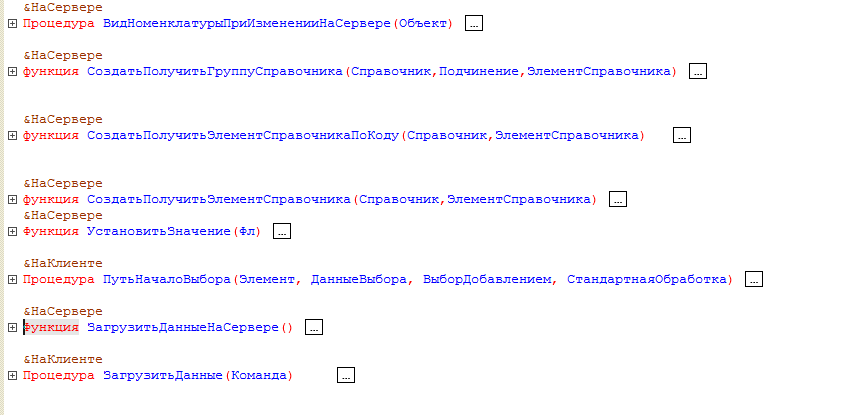 &НаСервере
Процедура ВидНоменклатурыПриИзмененииНаСервере(Объект) ...
&НаСервере
функция СоздатьПолучитьГруппуСправочника(Справочник,Подчинение,ЭлементСправочника) ...
&НаСервере
функция СоздатьПолучитьЭлементСправочникаПоКоду(Справочник,ЭлементСправочника) ...
&НаСервере
функция СоздатьПолучитьЭлементСправочника(Справочник,ЭлементСправочника) ...
&НаСервере
Функция УстановитьЗначение(Фл) ...
&НаКлиенте
Процедура ПутьНачалоВыбора(Элемент, ДанныеВыбора, ВыборДобавлением, СтандартнаяОбработка) ...
&НаСервере
Функция ЗагрузитьДанныеНаСервере() ...
&НаКлиенте
Процедура ЗагрузитьДанные(Команда) ...